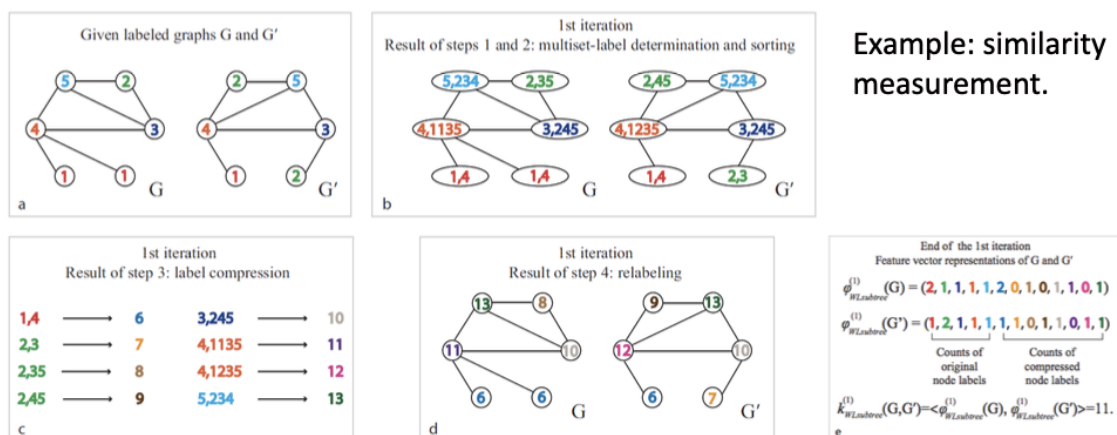 Given labeled graphs G and G'
5
2
4
3
1
1
G
2
5
4
3
1
2
G'
a
1st iteration
Result of steps 1 and 2: multiset-label determination and sorting
5,234
2,35
4,1135
3,245
1,4
1,4
G
2,45
5,234
4,1235
3,245
1,4
2,3
G'
b
Example: similarity
measurement.
1st iteration
Result of step 3: label compression
1,4 → 6
2,3 → 7
2,35 → 8
2,45 → 9
3,245 → 10
4,1135 → 11
4,1235 → 12
5,234 → 13
c
1st iteration
Result of step 4: relabeling
13
8
11
10
6
6
G
9
13
12
10
6
7
G'
d
End of the 1st iteration
Feature vector representations of G and G'
φ(1)WLsubtree(G) = (2, 1, 1, 1, 1, 2, 0, 1, 0, 1, 1, 0, 1)
φ(1)WLsubtree(G') = (1, 2, 1, 1, 1, 1, 1, 0, 1, 1, 0, 1, 1)
Counts of
original
node labels
Counts of
compressed
node labels
k(1)WLsubtree(G,G')=<φ(1)WLsubtree(G), φ(1)WLsubtree(G')>=11.
e